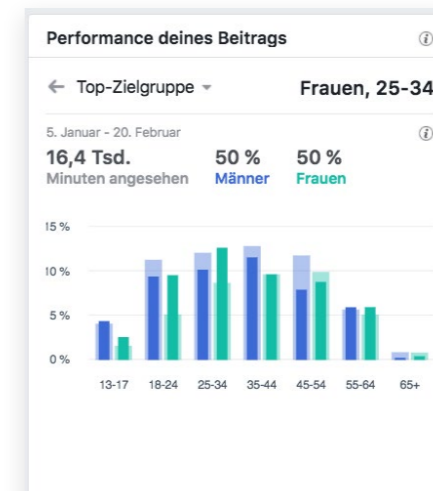 Performance deines Beitrags
Top-Zielgruppe
Frauen, 25-34
5. Januar - 20. Februar
16,4 Tsd.
Minuten angesehen
50 %
Männer
50 %
Frauen
15 %
10 %
5 %
0 %
13-17 18-24 25-34 35-44 45-54 55-64 65+